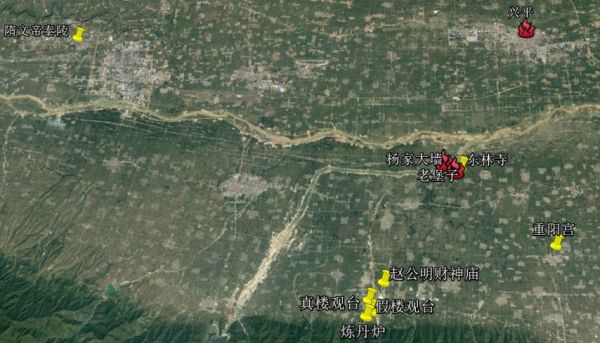 兴平
隋文帝泰陵
杨家大墙
东林寺
老堡子
重阳宫
赵公明财神庙
真楼观台
假楼观台
炼丹炉